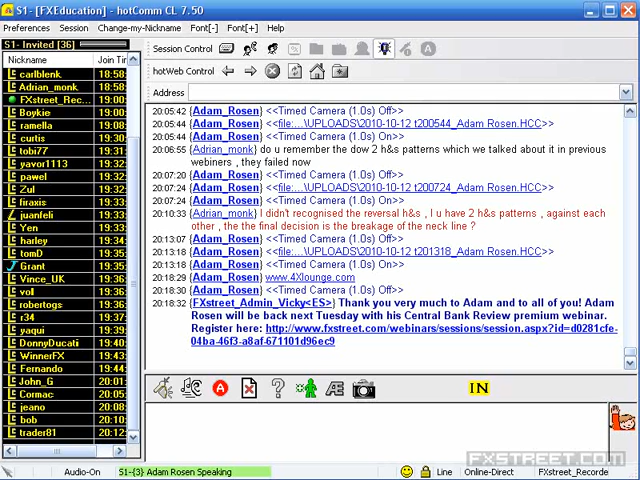 S1- [FXEducation] - hotComm CL 7.50
Preferences Session Change-my-Nickname Font[-] Font[+] Help
S1- Invited [36]
Session Control
hotWeb Control
Address
Nickname Join Tir
carlblenk 18:58:
Adrian_monk 18:58:
FXstreet_Rec... 19:00:
Boykie 19:00:
ramella 19:08:
curtis 19:30:
tobi77 19:31:
yavor1113 19:32:
pawel 19:32:
Zul 19:32:
firaxis 19:33:
juanfeli 19:33:
Yen 19:33:
harley 19:34:
tomD 19:35:
Grant 19:35:
Vince_UK 19:36:
voll 19:36:
robertogs 19:36:
r34 19:37:
yaqui 19:39:
DonnyDucati 19:43:
WinnerFX 19:43:
Fernando 19:44:
John_G 20:01:
Cormac 20:05:
jeano 20:08:
bob 20:10:
trader81 20:12:
20:05:42 {Adam_Rosen} <<Timed Camera (1.0s) Off>>
20:05:44 {Adam_Rosen} <<file:...\UPLOADS\2010-10-12 t200544_Adam Rosen.HCC>>
20:05:44 {Adam_Rosen} <<Timed Camera (1.0s) On>>
20:06:55 {Adrian_monk} do u remember the dow 2 h&s patterns which we talked about it in previous
webiners , they failed now
20:07:20 {Adam_Rosen} <<Timed Camera (1.0s) Off>>
20:07:24 {Adam_Rosen} <<file:...\UPLOADS\2010-10-12 t200724_Adam Rosen.HCC>>
20:07:24 {Adam_Rosen} <<Timed Camera (1.0s) On>>
20:10:33 {Adrian_monk} I didn't recognised the reversal h&s , I u have 2 h&s patterns , against each
other , the the final decision is the breakage of the neck line ?
20:13:07 {Adam_Rosen} <<Timed Camera (1.0s) Off>>
20:13:18 {Adam_Rosen} <<file:...\UPLOADS\2010-10-12 t201318_Adam Rosen.HCC>>
20:13:18 {Adam_Rosen} <<Timed Camera (1.0s) On>>
20:18:29 {Adam_Rosen} www.4Xlounge.com
20:18:30 {Adam_Rosen} <<Timed Camera (1.0s) Off>>
20:18:32 {FXstreet_Admin_Vicky<ES>} Thank you very much to Adam and to all of you! Adam
Rosen will be back next Tuesday with his Central Bank Review premium webinar.
Register here: http://www.fxstreet.com/webinars/sessions/session.aspx?id=d0281cfe-
04ba-46f3-a8af-671101d96ec9
IN
FXSTREET.COM
Audio-On S1-{3} Adam Rosen Speaking Line Online-Direct FXstreet_Recorde